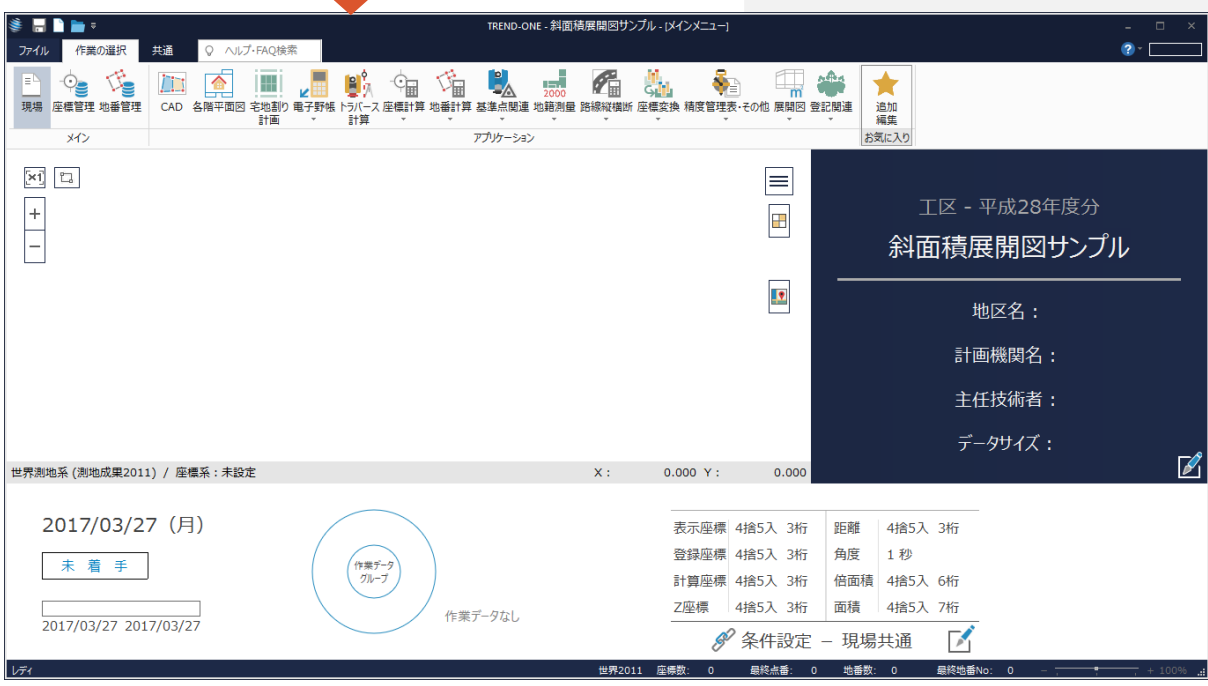 TREND-ONE - 斜面積展開図サンプル - [メインメニュー]
ファイル 作業の選択 共通 ヘルプ・FAQ検索
現場 座標管理 地番管理 CAD 各階平面図 宅地割り計画 電子野帳 トラバース計算 座標計算 地番計算 基準点関連 地籍測量 路線縦横断 座標変換 精度管理表・その他 展開図 登記関連 追加編集
メイン アプリケーション お気に入り
工区 - 平成28年度分
斜面積展開図サンプル
地区名：
計画機関名：
主任技術者：
データサイズ：
世界測地系 (測地成果2011) / 座標系：未設定 X： 0.000 Y： 0.000
2017/03/27（月）
未着手
2017/03/27 2017/03/27
作業データ
グループ
作業データなし
表示座標 4捨5入 3桁 距離 4捨5入 3桁
登録座標 4捨5入 3桁 角度 1 秒
計算座標 4捨5入 3桁 倍面積 4捨5入 6桁
Z座標 4捨5入 3桁 面積 4捨5入 7桁
条件設定 － 現場共通
レディ 世界2011 座標数: 0 最終点番: 0 地番数: 0 最終地番No: 0 － + 100%